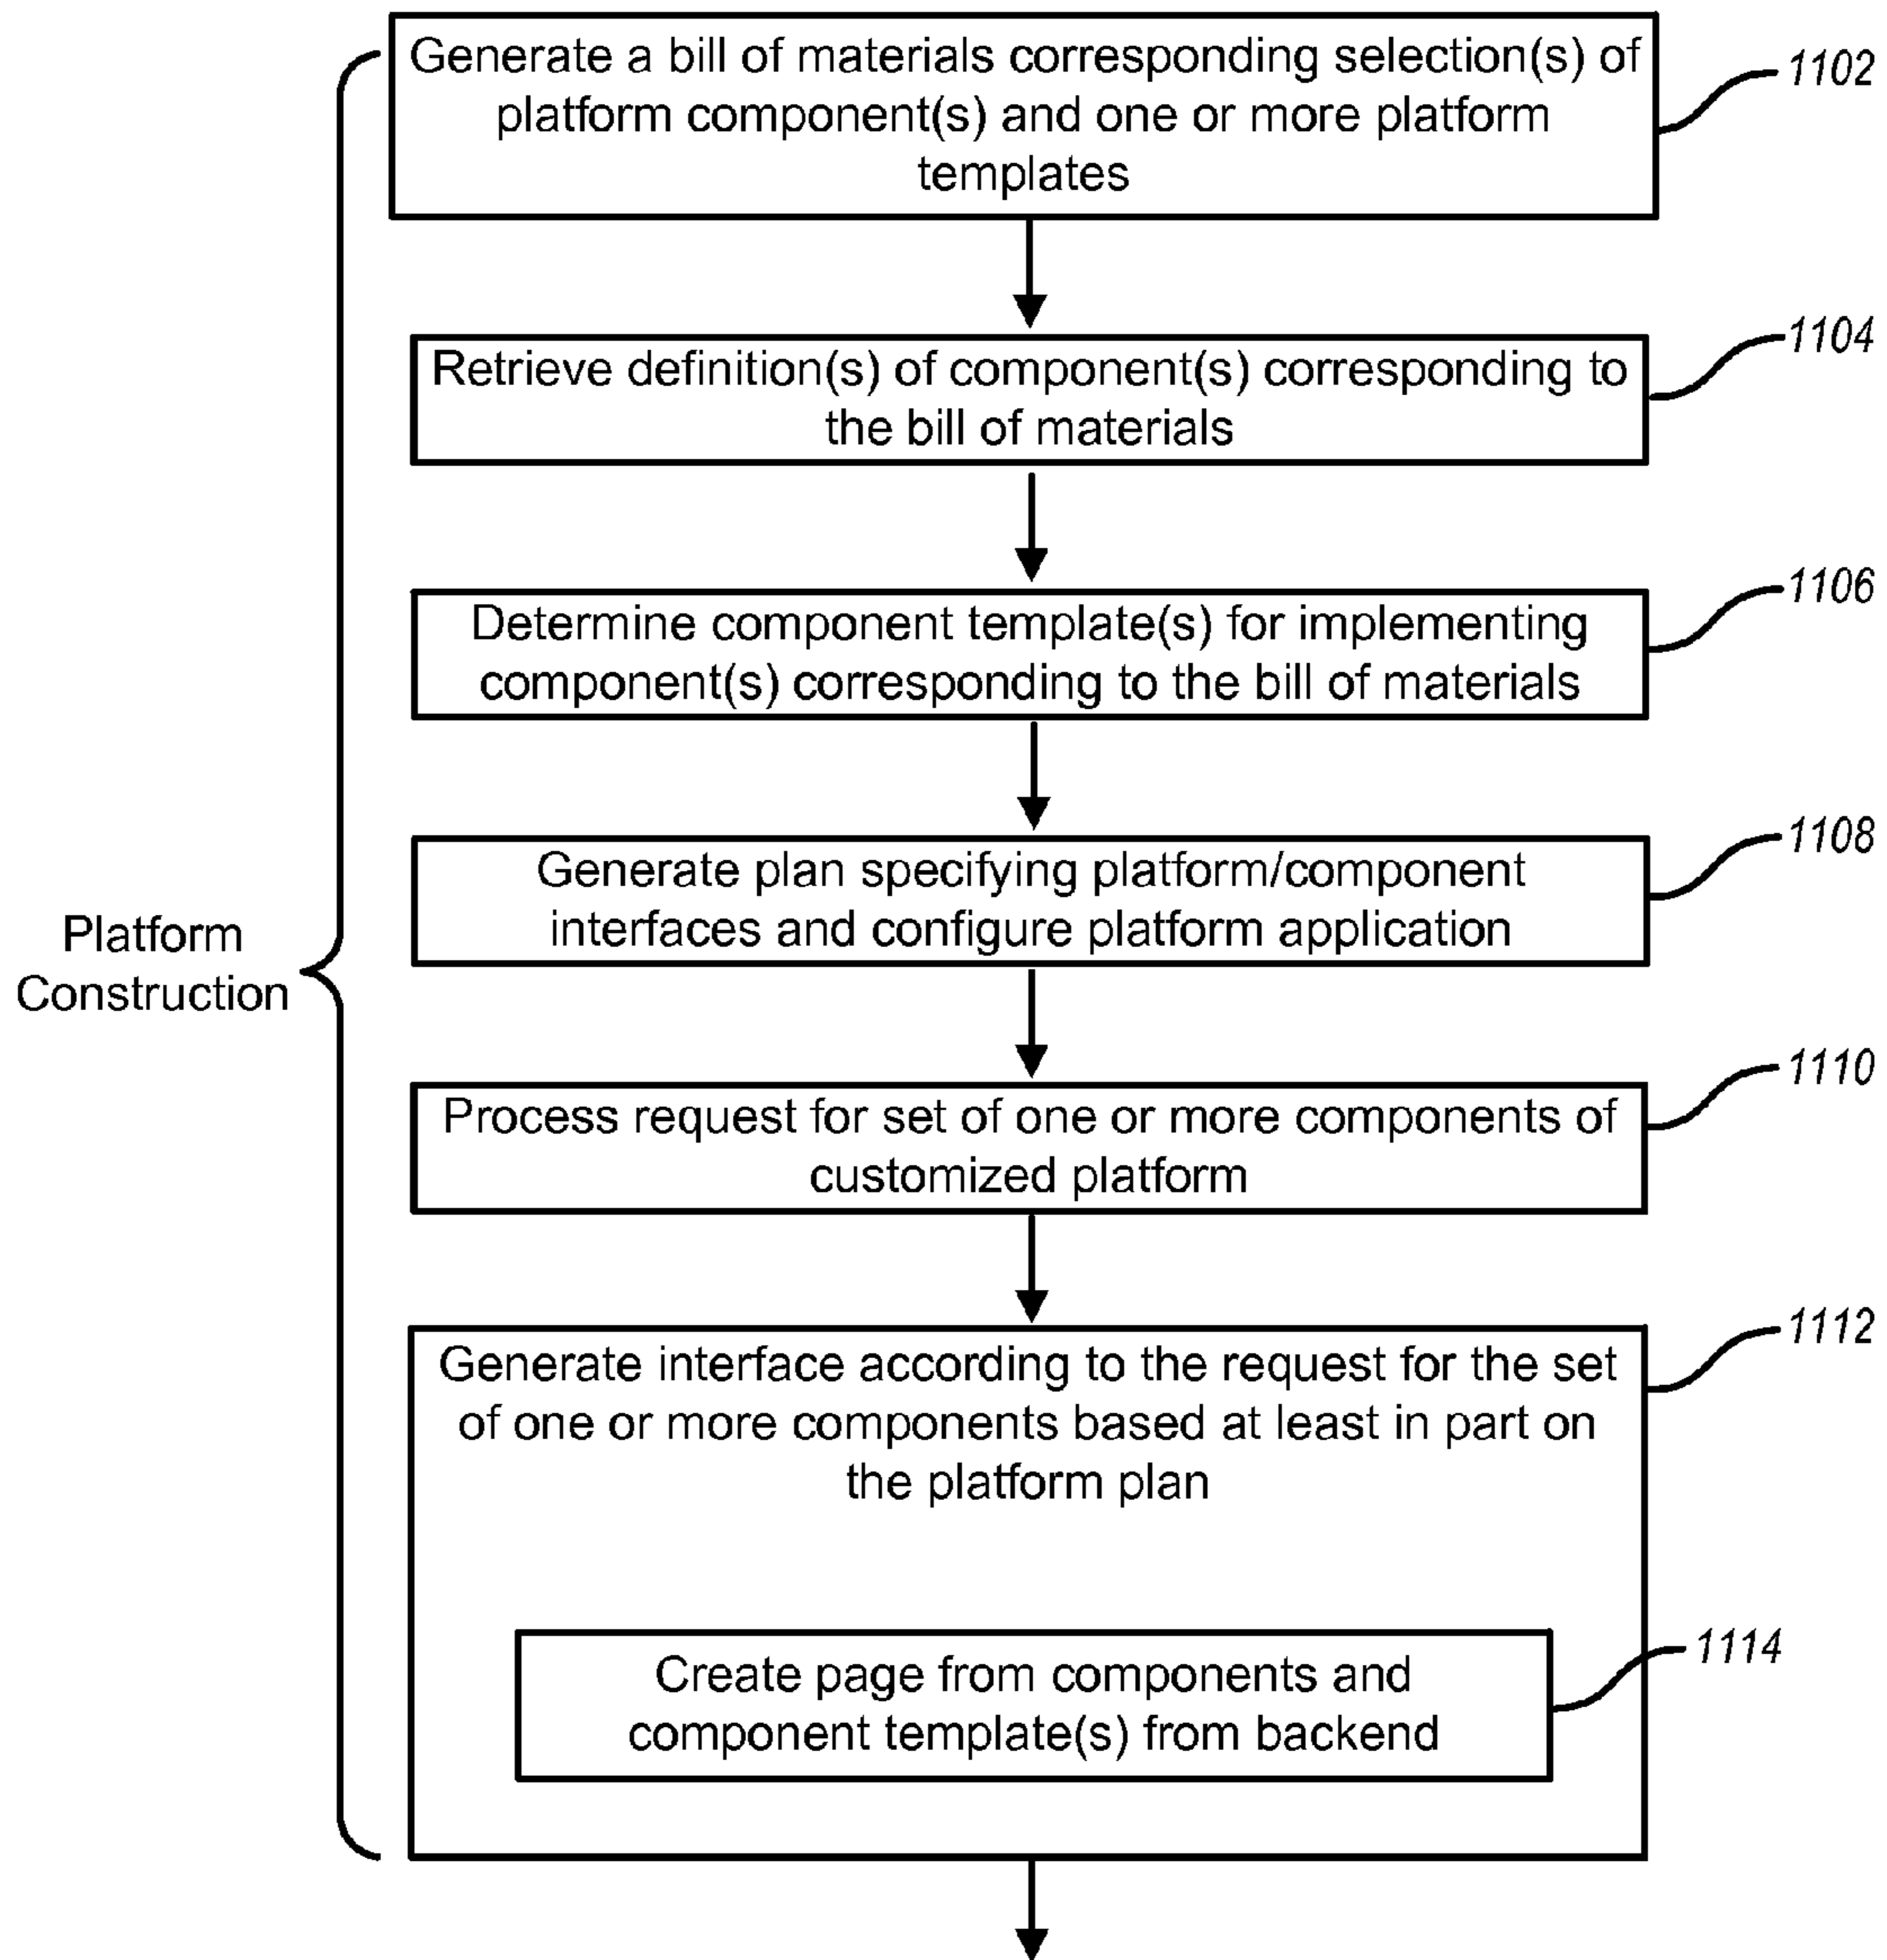 Generate a bill of materials corresponding selection(s) of
platform component(s) and one or more platform
templates
1102
Retrieve definition(s) of component(s) corresponding to
the bill of materials
1104
Determine component template(s) for implementing
component(s) corresponding to the bill of materials
1106
Generate plan specifying platform/component
interfaces and configure platform application
1108
Platform
Construction
Process request for set of one or more components of
customized platform
1110
Generate interface according to the request for the set
of one or more components based at least in part on
the platform plan
1112
Create page from components and
component template(s) from backend
1114